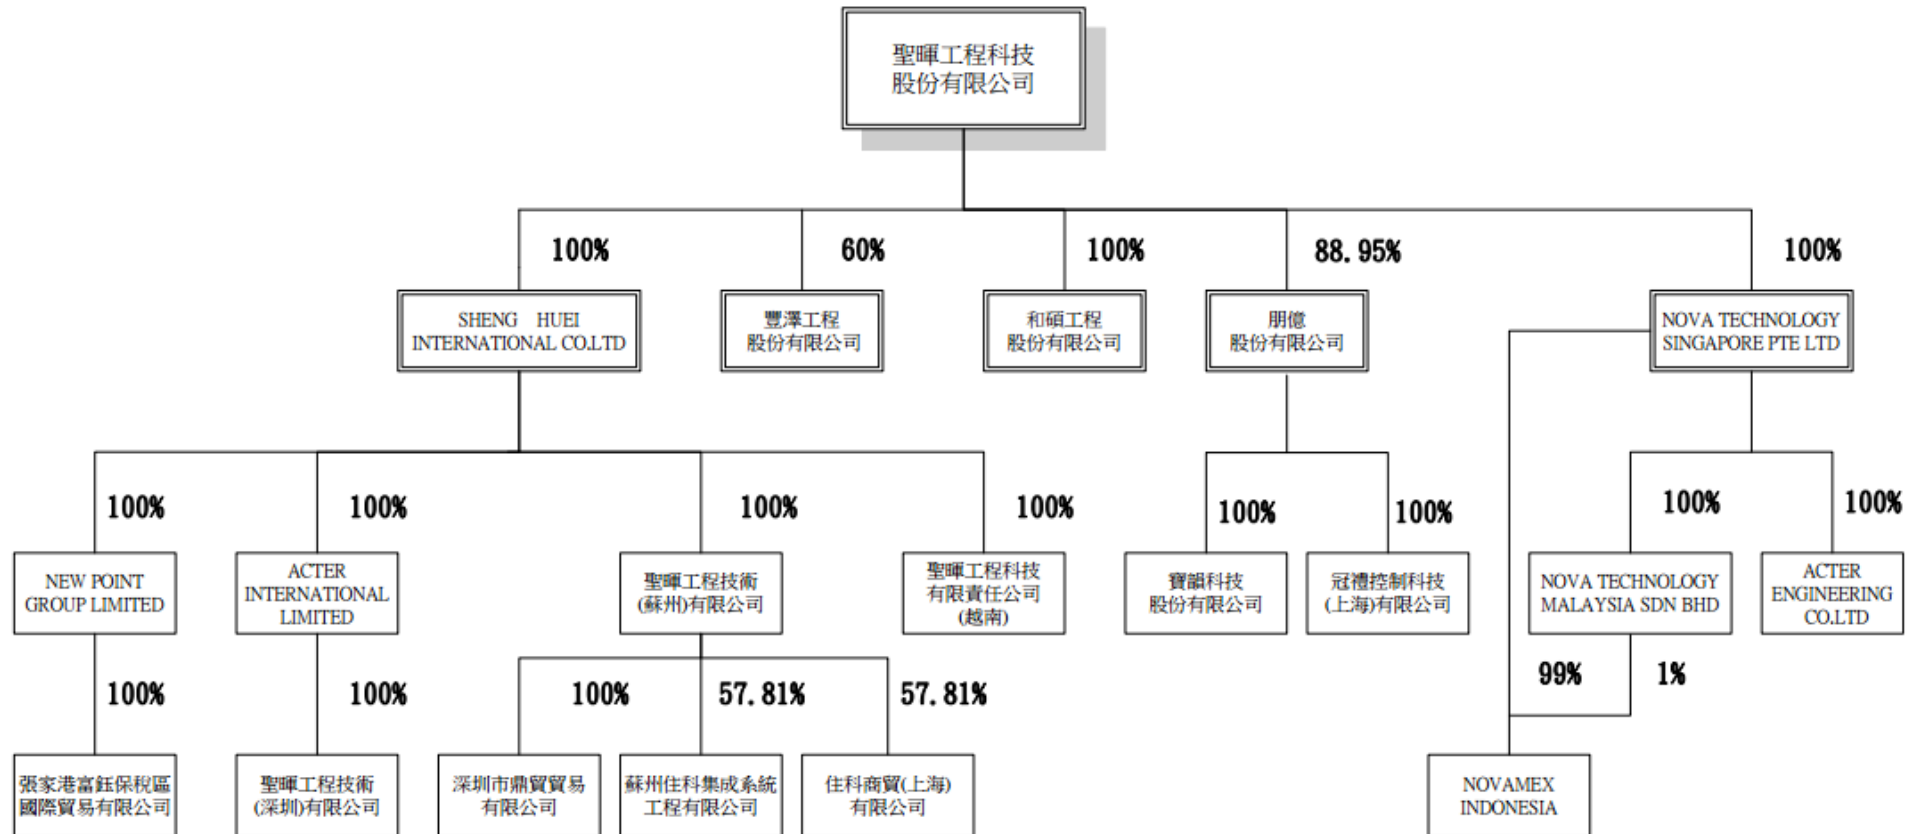 聖暉工程科技
股份有限公司
100%
60%
100%
88.95%
100%
SHENG HUEI
INTERNATIONAL CO.LTD
豐澤工程
股份有限公司
和碩工程
股份有限公司
朋億
股份有限公司
NOVA TECHNOLOGY
SINGAPORE PTE LTD
100%
100%
100%
100%
100%
100%
100%
100%
NEW POINT
GROUP LIMITED
ACTER
INTERNATIONAL
LIMITED
聖暉工程技術
(蘇州)有限公司
聖暉工程科技
有限責任公司
(越南)
寶韻科技
股份有限公司
冠禮控制科技
(上海)有限公司
NOVA TECHNOLOGY
MALAYSIA SDN BHD
ACTER
ENGINEERING
CO.LTD
100%
100%
100%
57.81%
57.81%
99%
1%
張家港富鈺保稅區
國際貿易有限公司
聖暉工程技術
(深圳)有限公司
深圳市鼎貿貿易
有限公司
蘇州住科集成系統
工程有限公司
住科商貿(上海)
有限公司
NOVAMEX
INDONESIA